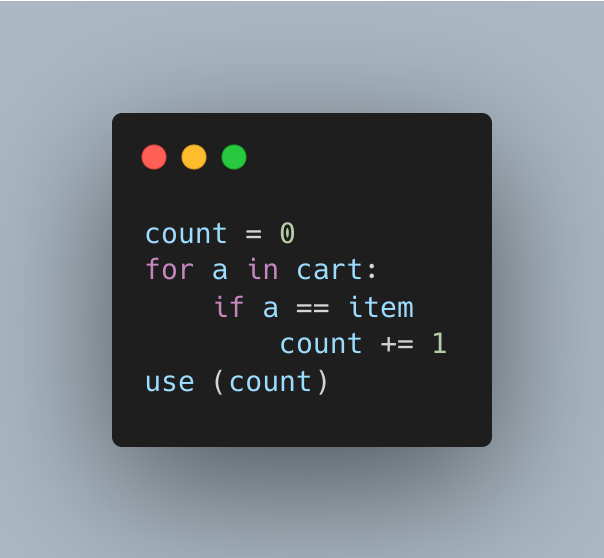 count = 0
for a in cart:
    if a == item
        count += 1
use (count)